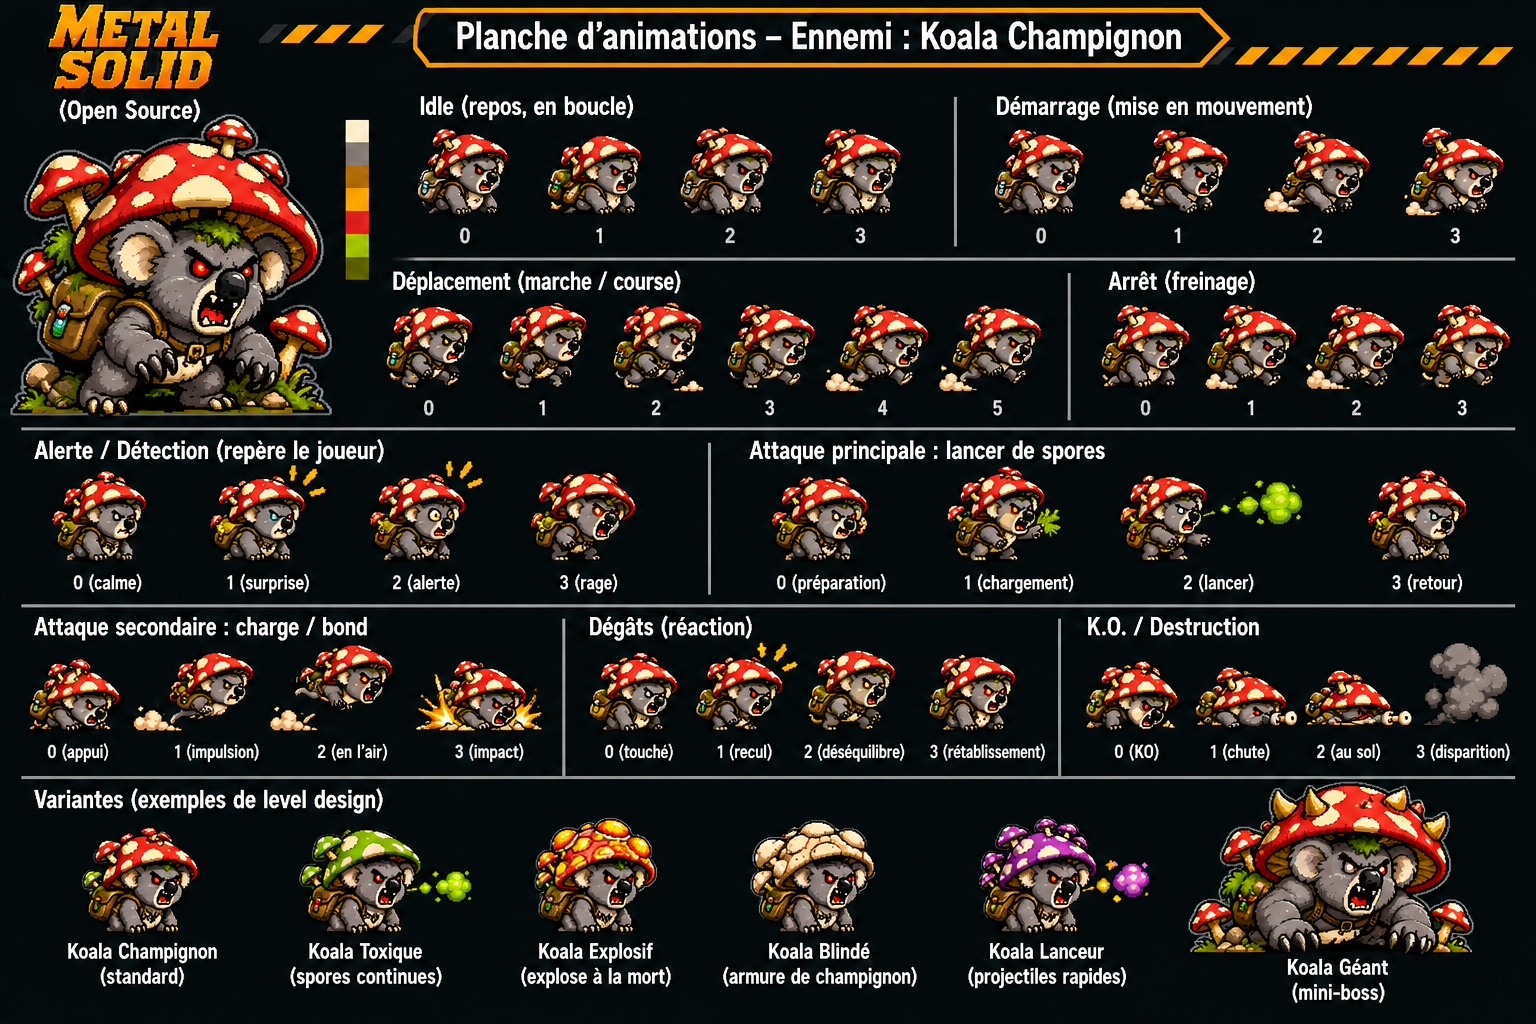 METAL
SOLID
(Open Source)
Planche d'animations – Ennemi : Koala Champignon
Idle (repos, en boucle)
0 1 2 3
Démarrage (mise en mouvement)
0 1 2 3
Déplacement (marche / course)
0 1 2 3 4 5
Arrêt (freinage)
0 1 2 3
Alerte / Détection (repère le joueur)
0 (calme) 1 (surprise) 2 (alerte) 3 (rage)
Attaque principale : lancer de spores
0 (préparation) 1 (chargement) 2 (lancer) 3 (retour)
Attaque secondaire : charge / bond
0 (appui) 1 (impulsion) 2 (en l'air) 3 (impact)
Dégâts (réaction)
0 (touché) 1 (recul) 2 (déséquilibre) 3 (rétablissement)
K.O. / Destruction
0 (KO) 1 (chute) 2 (au sol) 3 (disparition)
Variantes (exemples de level design)
Koala Champignon
(standard)
Koala Toxique
(spores continues)
Koala Explosif
(explose à la mort)
Koala Blindé
(armure de champignon)
Koala Lanceur
(projectiles rapides)
Koala Géant
(mini-boss)